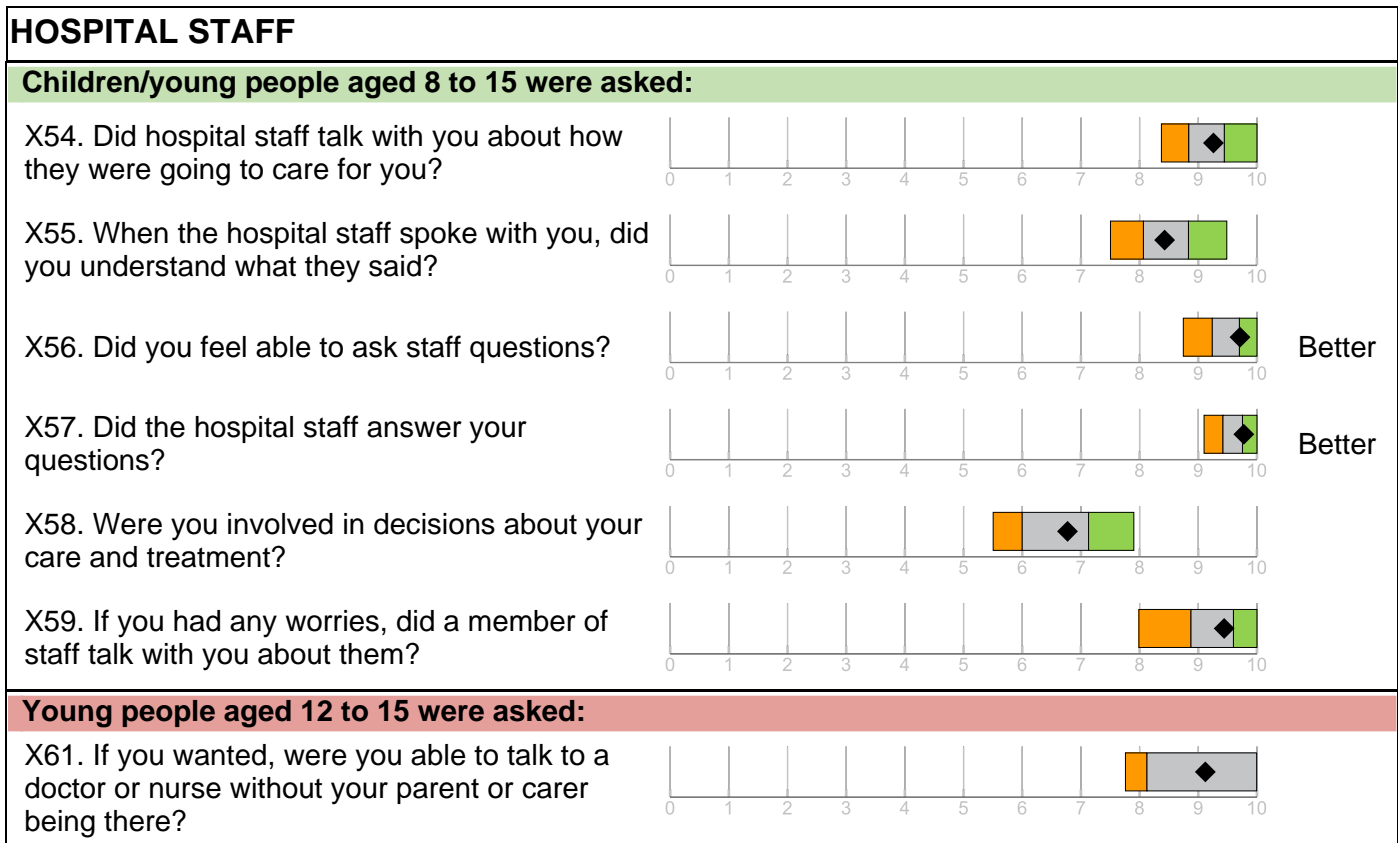 HOSPITAL STAFF
Children/young people aged 8 to 15 were asked:
X54. Did hospital staff talk with you about how
they were going to care for you?
0 1 2 3 4 5 6 7 8 9 10
X55. When the hospital staff spoke with you, did
you understand what they said?
0 1 2 3 4 5 6 7 8 9 10
X56. Did you feel able to ask staff questions?
Better
0 1 2 3 4 5 6 7 8 9 10
X57. Did the hospital staff answer your
questions?
Better
0 1 2 3 4 5 6 7 8 9 10
X58. Were you involved in decisions about your
care and treatment?
0 1 2 3 4 5 6 7 8 9 10
X59. If you had any worries, did a member of
staff talk with you about them?
0 1 2 3 4 5 6 7 8 9 10
Young people aged 12 to 15 were asked:
X61. If you wanted, were you able to talk to a
doctor or nurse without your parent or carer
being there?
0 1 2 3 4 5 6 7 8 9 10